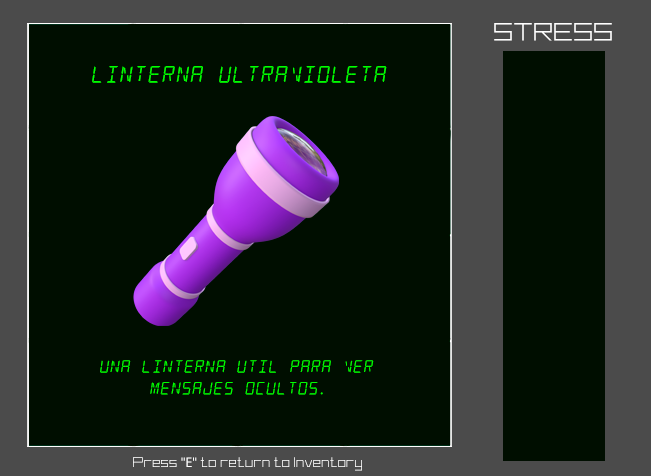 LINTERNA ULTRAVIOLETA
STRESS
UNA LINTERNA UTIL PARA VER
MENSAJES OCULTOS.
Press "E" to return to Inventory